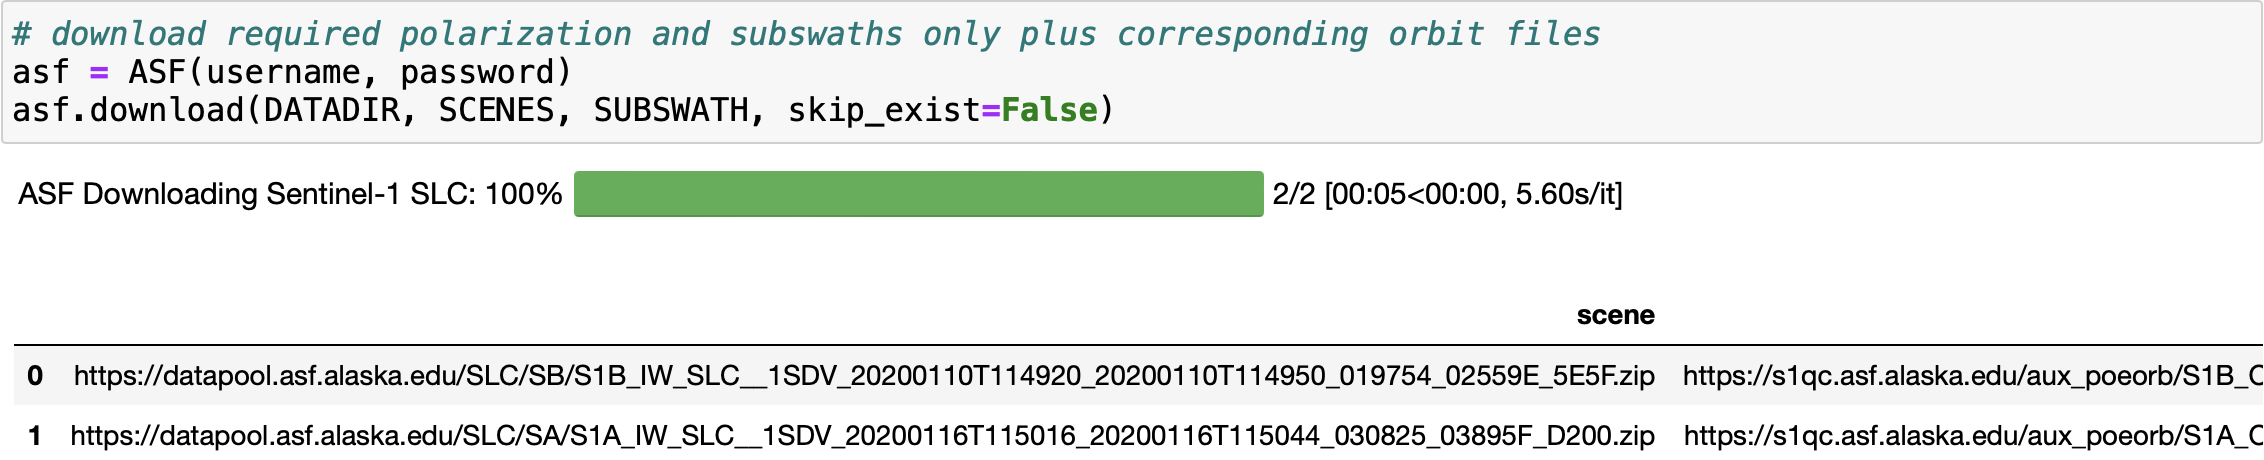 # download required polarization and subswaths only plus corresponding orbit files
asf = ASF(username, password)
asf.download(DATADIR, SCENES, SUBSWATH, skip_exist=False)
ASF Downloading Sentinel-1 SLC: 100% 2/2 [00:05<00:00, 5.60s/it]
scene
0 https://datapool.asf.alaska.edu/SLC/SB/S1B_IW_SLC__1SDV_20200110T114920_20200110T114950_019754_02559E_5E5F.zip https://s1qc.asf.alaska.edu/aux_poeorb/S1B_O
1 https://datapool.asf.alaska.edu/SLC/SA/S1A_IW_SLC__1SDV_20200116T115016_20200116T115044_030825_03895F_D200.zip https://s1qc.asf.alaska.edu/aux_poeorb/S1A_O